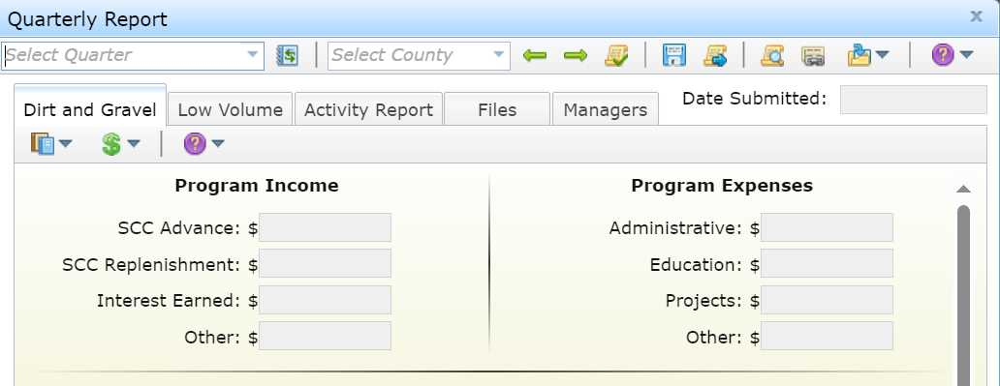 Quarterly Report
Select Quarter Select County
Dirt and Gravel Low Volume Activity Report Files Managers Date Submitted:
Program Income Program Expenses
SCC Advance: $ Administrative: $
SCC Replenishment: $ Education: $
Interest Earned: $ Projects: $
Other: $ Other: $